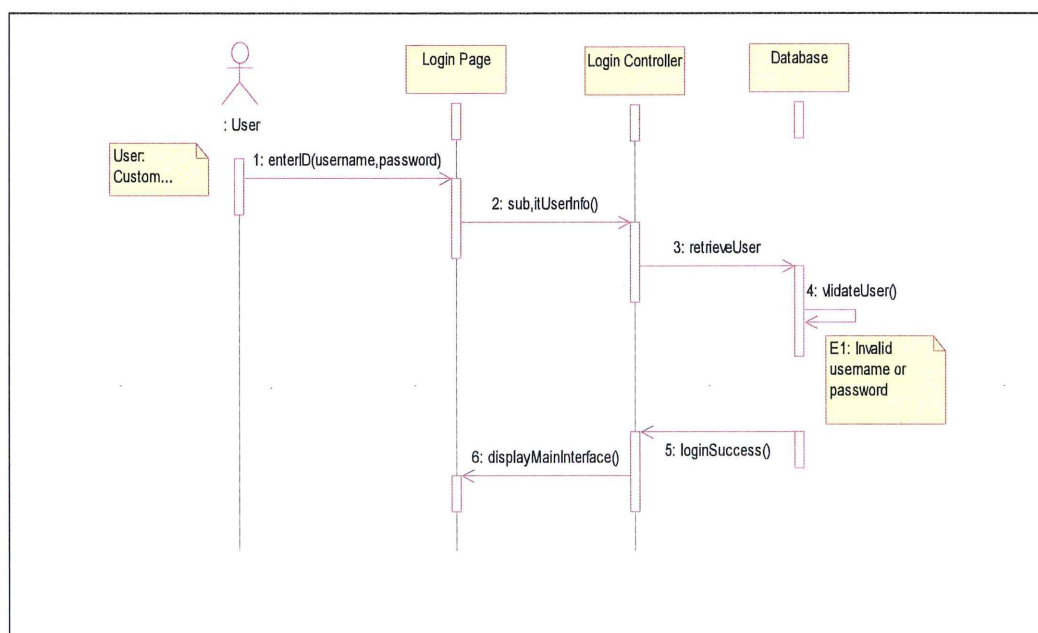 Login Page
Login Controller
Database
: User
User:
Custom...
1: enterID(username,password)
2: sub,itUserInfo()
3: retrieveUser
4: vlidateUser()
E1: Invalid
username or
password
5: loginSuccess()
6: displayMainInterface()